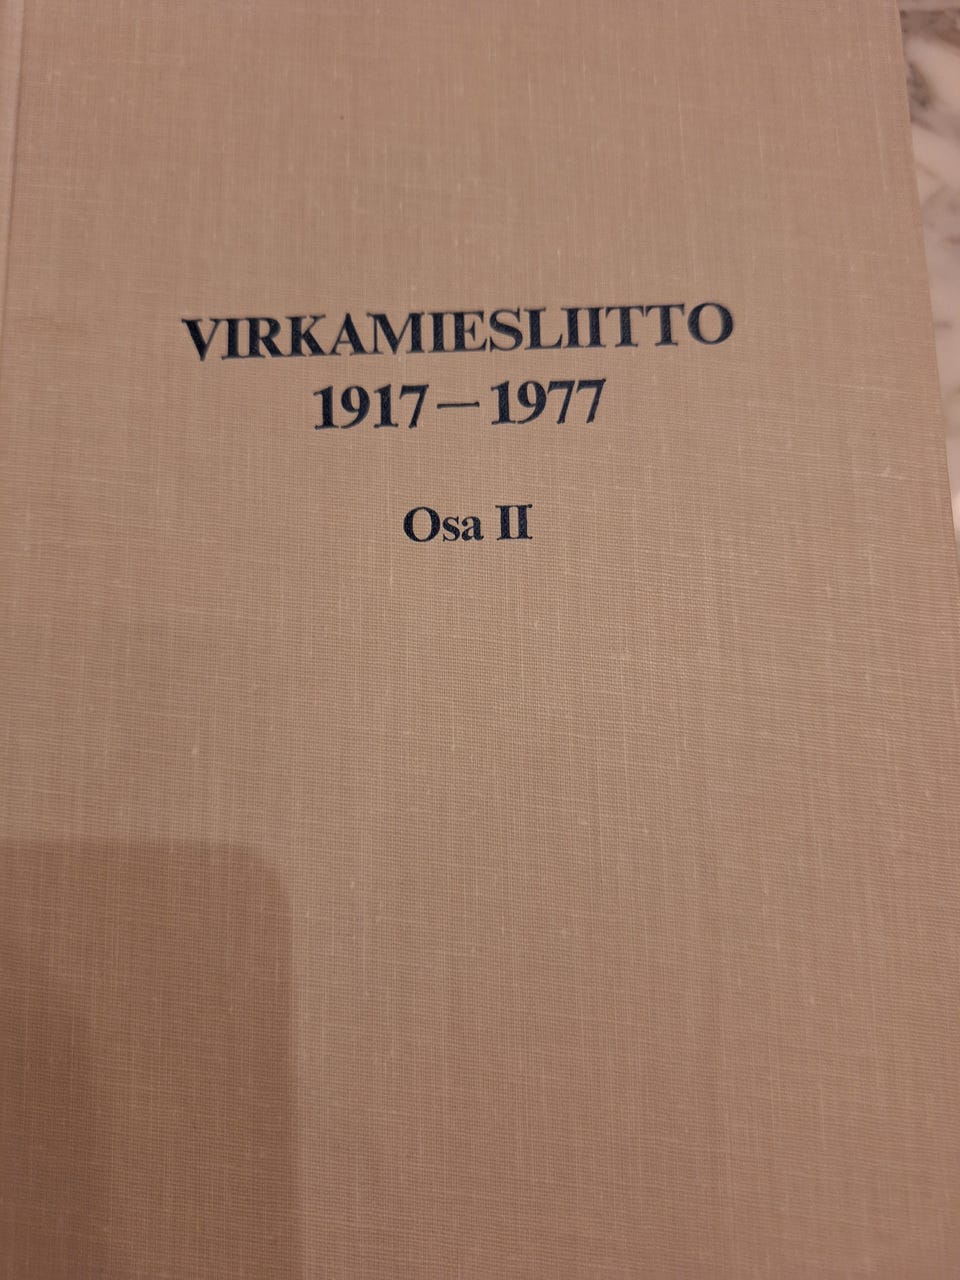 VIRKAMIESLIITTO
1917—1977
Osa II